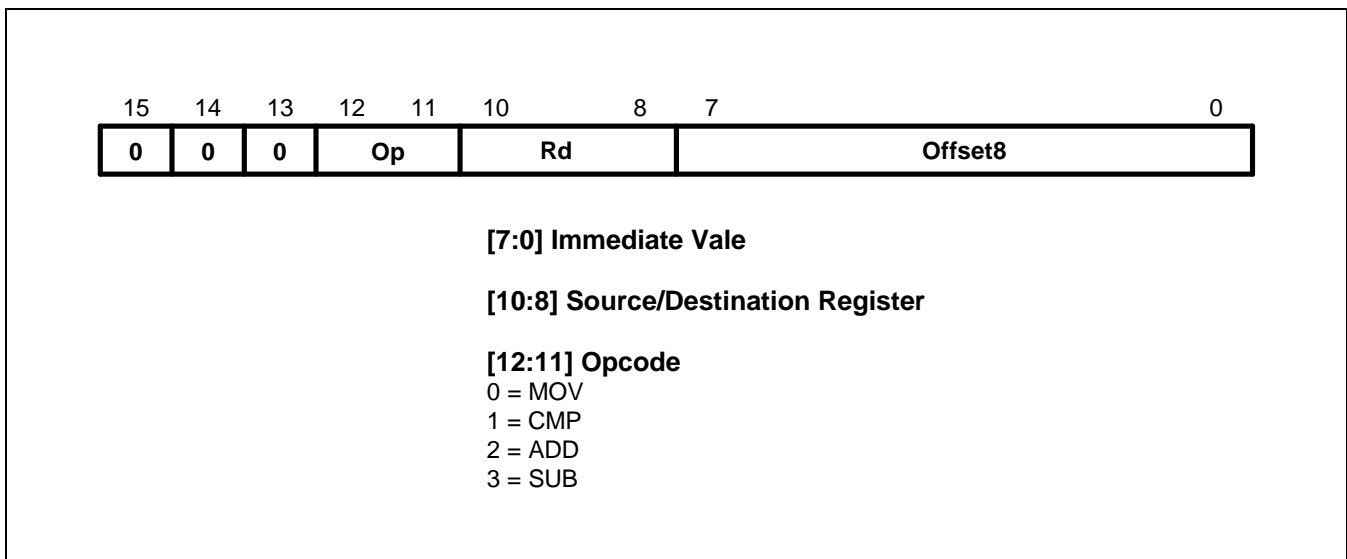 15 14 13 12 11 10 8 7 0
0 0 0 Op Rd Offset8
[7:0] Immediate Vale
[10:8] Source/Destination Register
[12:11] Opcode
0 = MOV
1 = CMP
2 = ADD
3 = SUB